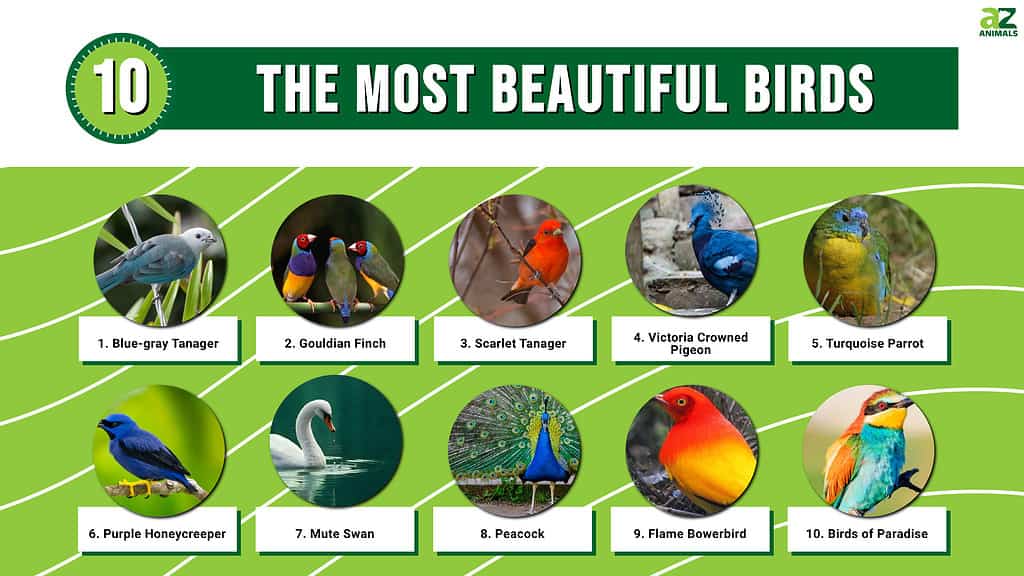 az
ANIMALS
10
THE MOST BEAUTIFUL BIRDS
1. Blue-gray Tanager
2. Gouldian Finch
3. Scarlet Tanager
4. Victoria Crowned
Pigeon
5. Turquoise Parrot
6. Purple Honeycreeper
7. Mute Swan
8. Peacock
9. Flame Bowerbird
10. Birds of Paradise